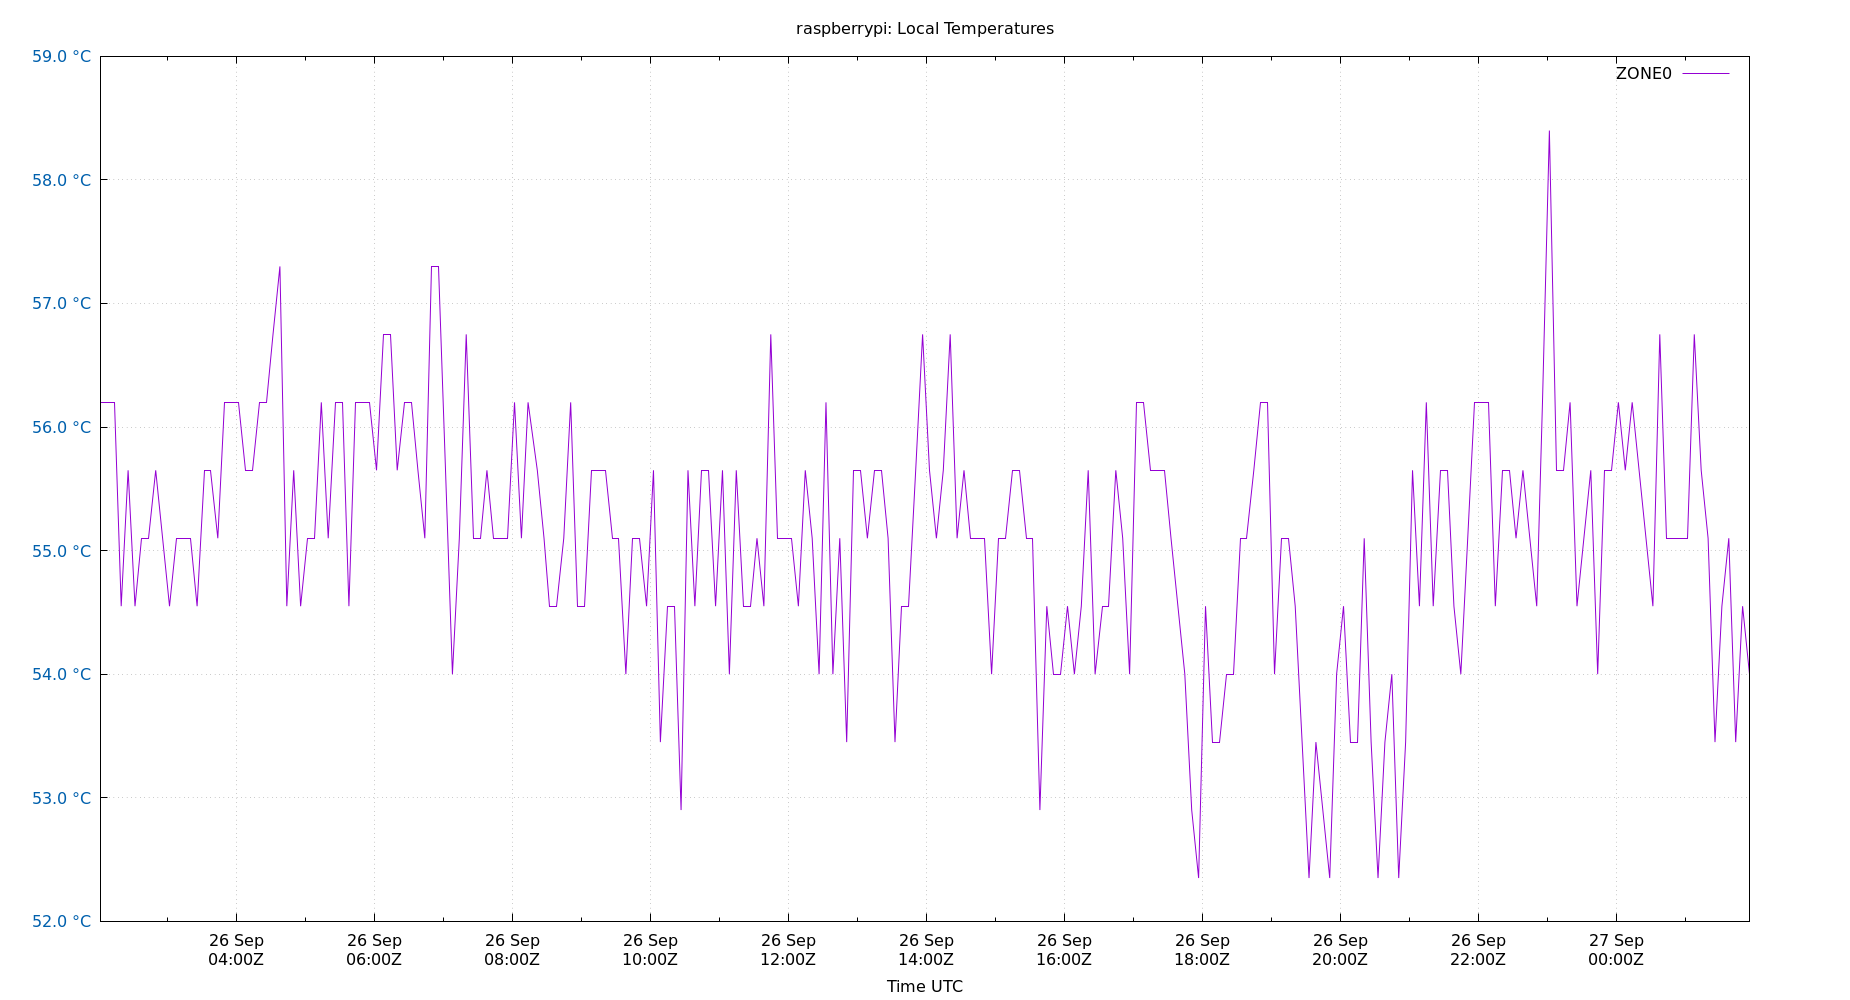 raspberrypi: Local Temperatures
59.0 °C
ZONE0
58.0 °C
57.0 °C
56.0 °C
55.0 °C
54.0 °C
53.0 °C
52.0 °C
26 Sep 26 Sep 26 Sep 26 Sep 26 Sep 26 Sep 26 Sep 26 Sep 26 Sep 26 Sep 27 Sep
04:00Z 06:00Z 08:00Z 10:00Z 12:00Z 14:00Z 16:00Z 18:00Z 20:00Z 22:00Z 00:00Z
Time UTC